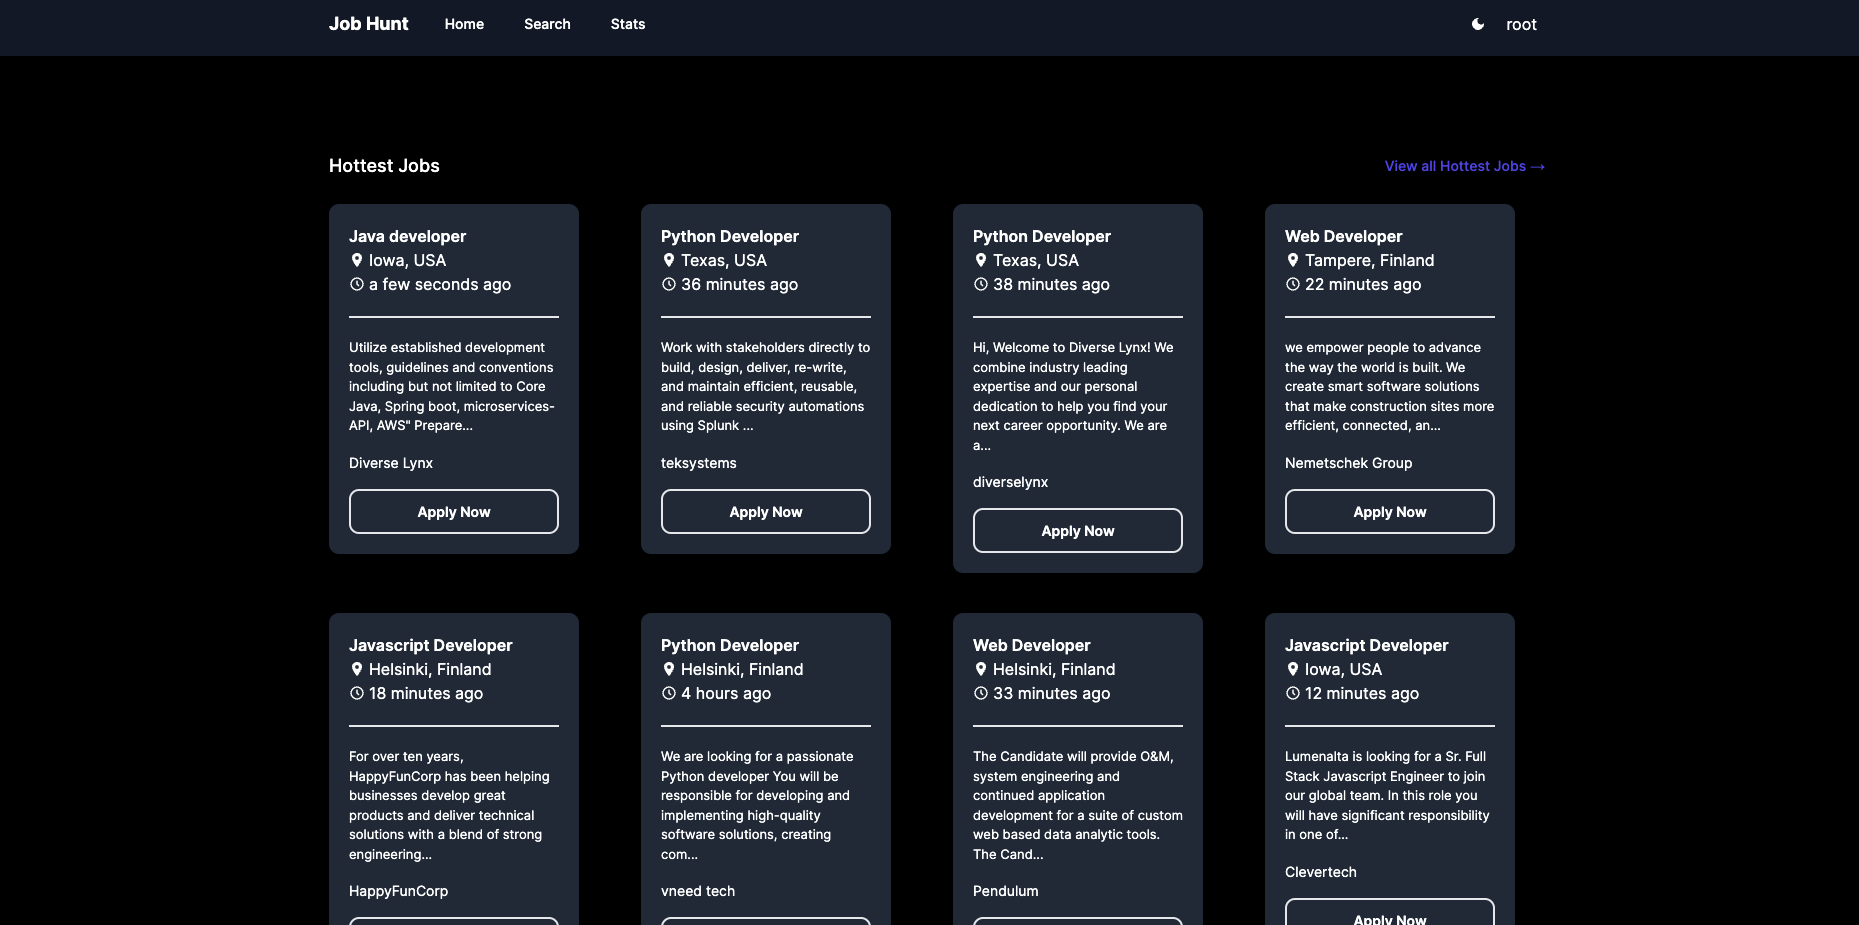 Job Hunt Home Search Stats root
Hottest Jobs View all Hottest Jobs →
Java developer
Iowa, USA
a few seconds ago
Utilize established development
tools, guidelines and conventions
including but not limited to Core
Java, Spring boot, microservices-
API, AWS" Prepare...
Diverse Lynx
Apply Now
Python Developer
Texas, USA
36 minutes ago
Work with stakeholders directly to
build, design, deliver, re-write,
and maintain efficient, reusable,
and reliable security automations
using Splunk ...
teksystems
Apply Now
Python Developer
Texas, USA
38 minutes ago
Hi, Welcome to Diverse Lynx! We
combine industry leading
expertise and our personal
dedication to help you find your
next career opportunity. We are
a...
diverselynx
Apply Now
Web Developer
Tampere, Finland
22 minutes ago
we empower people to advance
the way the world is built. We
create smart software solutions
that make construction sites more
efficient, connected, an...
Nemetschek Group
Apply Now
Javascript Developer
Helsinki, Finland
18 minutes ago
For over ten years,
HappyFunCorp has been helping
businesses develop great
products and deliver technical
solutions with a blend of strong
engineering...
HappyFunCorp
Python Developer
Helsinki, Finland
4 hours ago
We are looking for a passionate
Python developer You will be
responsible for developing and
implementing high-quality
software solutions, creating
com...
vneed tech
Web Developer
Helsinki, Finland
33 minutes ago
The Candidate will provide O&M,
system engineering and
continued application
development for a suite of custom
web based data analytic tools.
The Cand...
Pendulum
Javascript Developer
Iowa, USA
12 minutes ago
Lumenalta is looking for a Sr. Full
Stack Javascript Engineer to join
our global team. In this role you
will have significant responsibility
in one of...
Clevertech
Apply Now